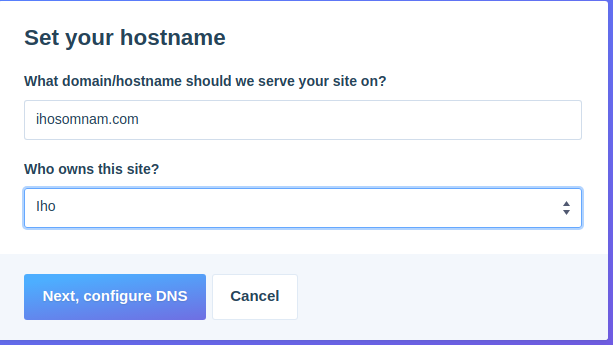 Set your hostname
What domain/hostname should we serve your site on?
ihosomnam.com
Who owns this site?
Iho
Next, configure DNS
Cancel